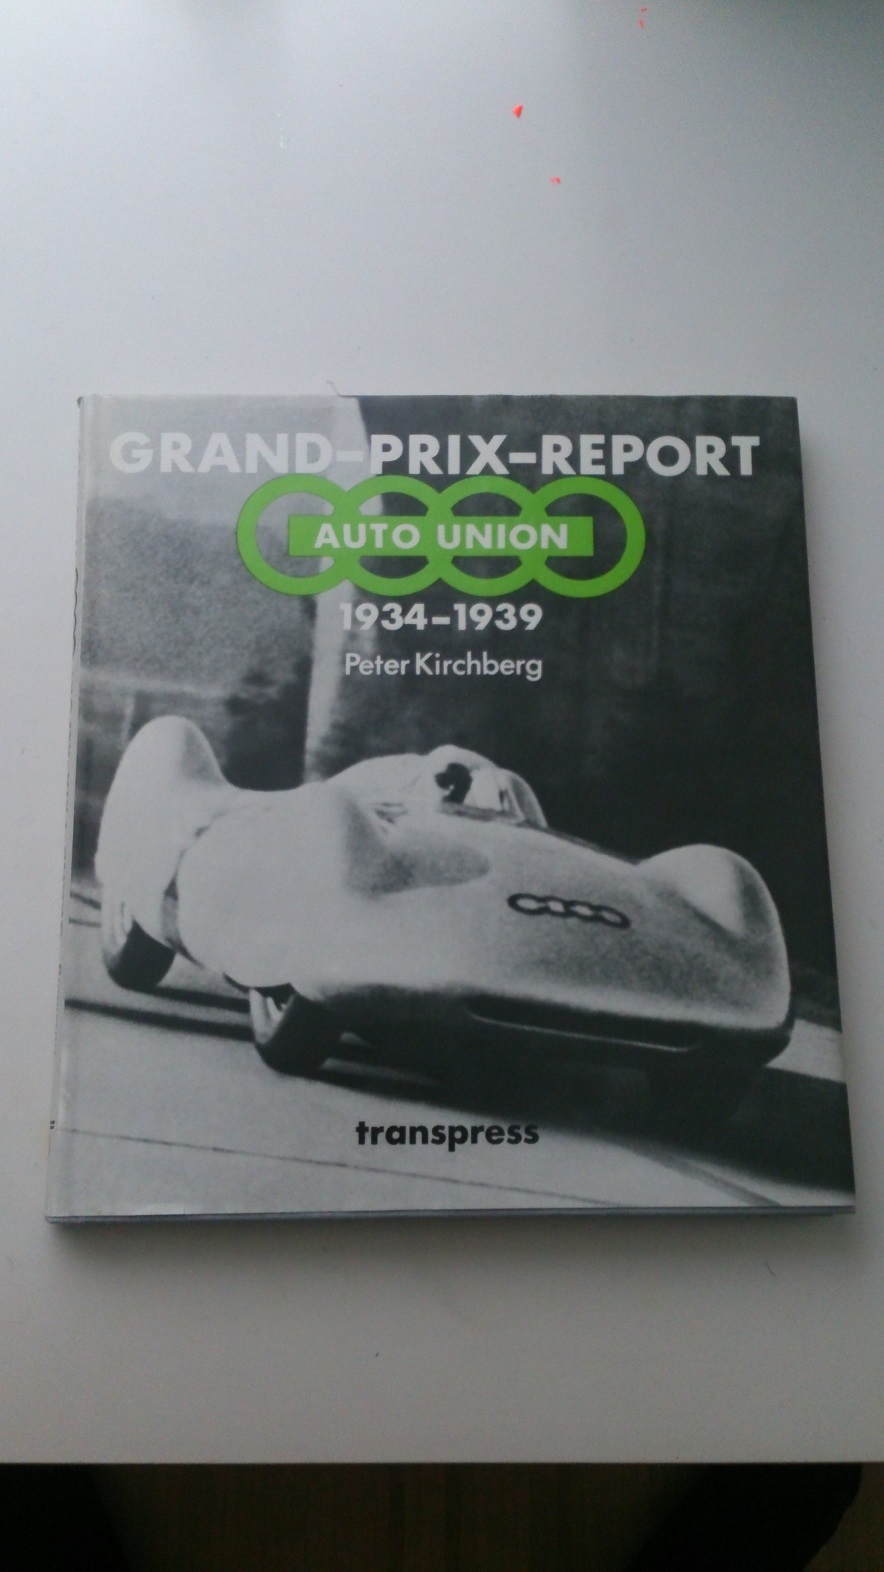 GRAND-PRIX-REPORT
AUTO UNION
1934-1939
Peter Kirchberg
transpress